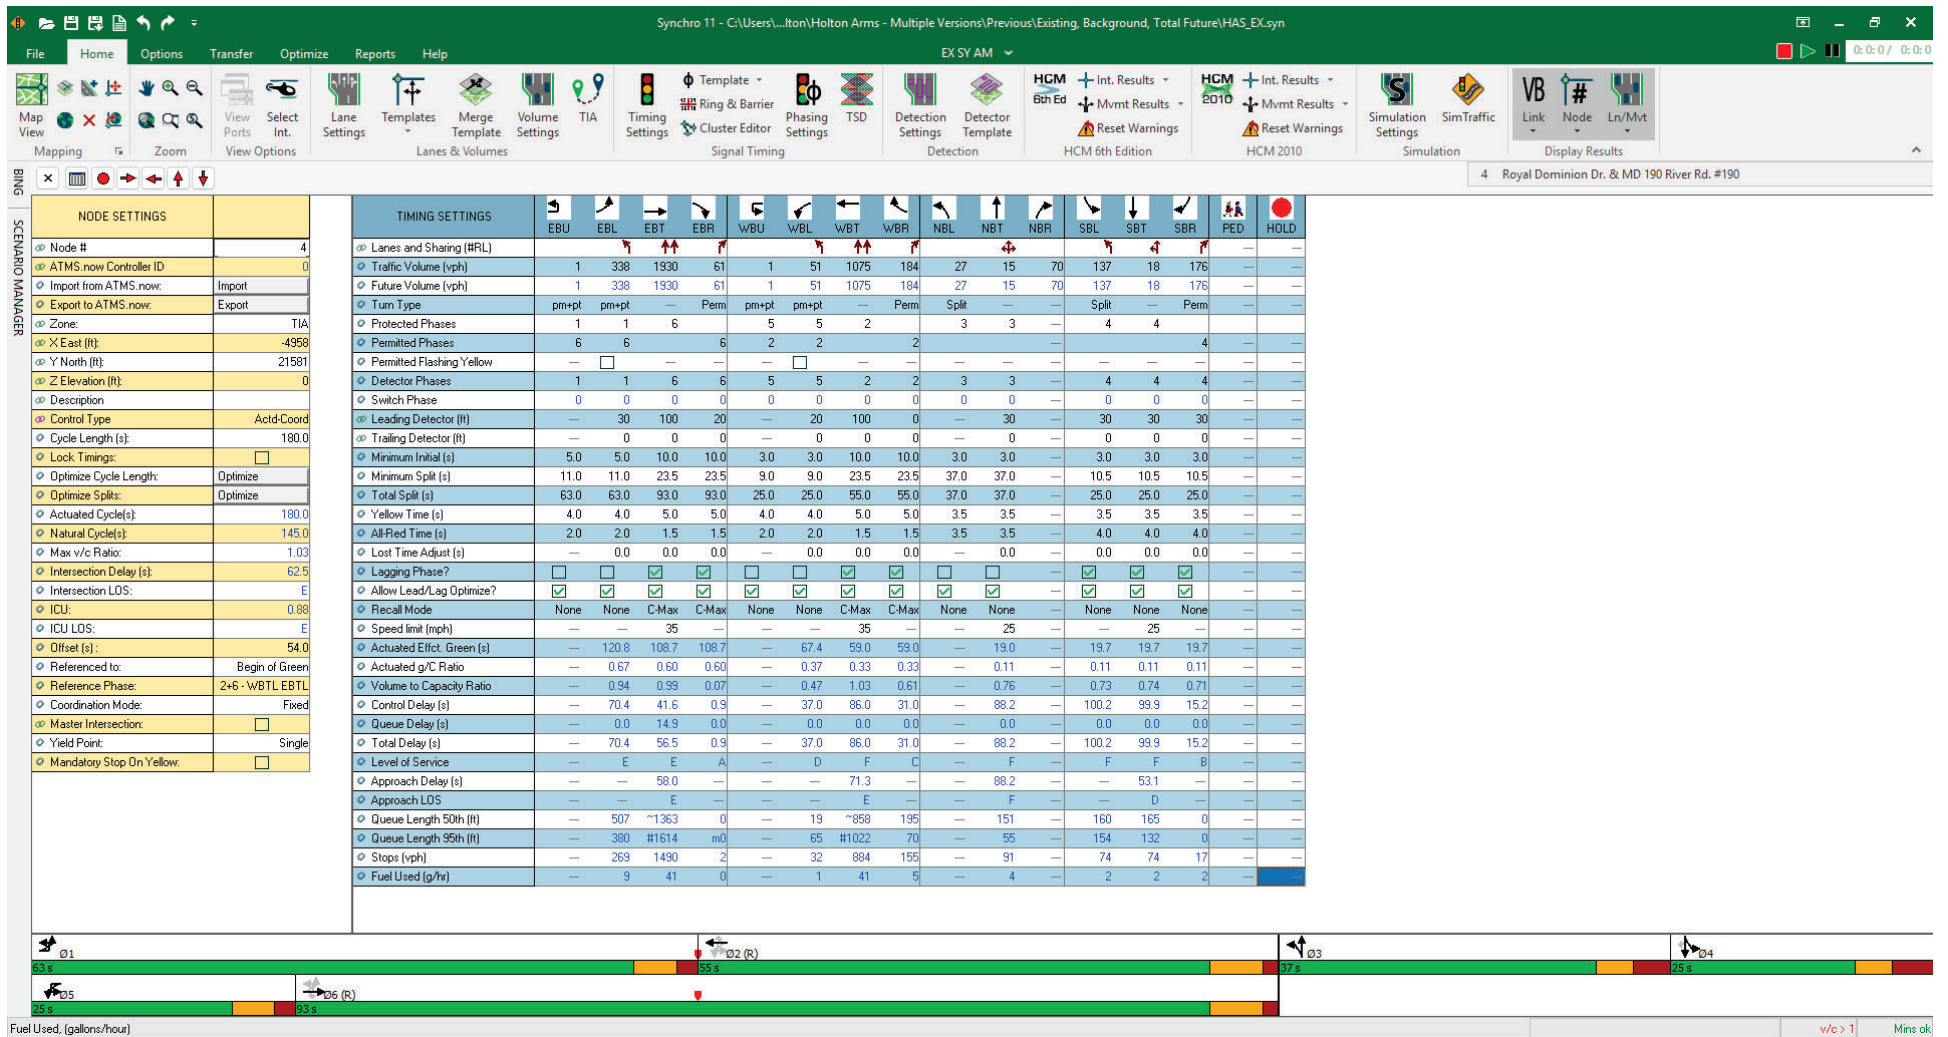 Synchro 11 - C:\Users\...lton\Holton Arms - Multiple Versions\Previous\Existing, Background, Total Future\HAS_EX.syn
File Home Options Transfer Optimize Reports Help EX SY AM 0:0:0 / 0:0:0
Map View Mapping Zoom
View Ports Select Int. View Options
Lane Settings Templates Merge Template Volume Settings TIA Lanes & Volumes
Timing Settings Template Ring & Barrier Cluster Editor Phasing Settings TSD Signal Timing
Detection Settings Detector Template Detection
HCM 6th Ed Int. Results Mvmt Results Reset Warnings HCM 6th Edition
HCM 2010 Int. Results Mvmt Results Reset Warnings HCM 2010
Simulation Settings SimTraffic Simulation
VB Link # Node Ln/Mvt Display Results
BING
SCENARIO MANAGER
4 Royal Dominion Dr. & MD 190 River Rd. #190
NODE SETTINGS
Node # 4
ATMS.now Controller ID 0
Import from ATMS.now: Import
Export to ATMS.now: Export
Zone: TIA
X East (ft): -4958
Y North (ft): 21581
Z Elevation (ft): 0
Description
Control Type Actd-Coord
Cycle Length (s): 180.0
Lock Timings:
Optimize Cycle Length: Optimize
Optimize Splits: Optimize
Actuated Cycle(s): 180.0
Natural Cycle(s): 145.0
Max v/c Ratio: 1.03
Intersection Delay (s): 62.5
Intersection LOS: E
ICU: 0.88
ICU LOS: E
Offset (s) : 54.0
Referenced to: Begin of Green
Reference Phase: 2+6 - WBTL EBTL
Coordination Mode: Fixed
Master Intersection:
Yield Point: Single
Mandatory Stop On Yellow:
TIMING SETTINGS EBU EBL EBT EBR WBU WBL WBT WBR NBL NBT NBR SBL SBT SBR PED HOLD
Lanes and Sharing (#RL) — —
Traffic Volume (vph) 1 338 1930 61 1 51 1075 184 27 15 70 137 18 176 — —
Future Volume (vph) 1 338 1930 61 1 51 1075 184 27 15 70 137 18 176 — —
Turn Type pm+pt pm+pt — Perm pm+pt pm+pt — Perm Split — — Split — Perm — —
Protected Phases 1 1 6 5 5 2 3 3 — 4 4 — —
Permitted Phases 6 6 6 2 2 2 — 4 — —
Permitted Flashing Yellow — — — — — — — — — — — — — —
Detector Phases 1 1 6 6 5 5 2 2 3 3 — 4 4 4 — —
Switch Phase 0 0 0 0 0 0 0 0 0 0 — 0 0 0 — —
Leading Detector (ft) — 30 100 20 — 20 100 0 — 30 — 30 30 30 — —
Trailing Detector (ft) — 0 0 0 — 0 0 0 — 0 — 0 0 0 — —
Minimum Initial (s) 5.0 5.0 10.0 10.0 3.0 3.0 10.0 10.0 3.0 3.0 — 3.0 3.0 3.0 — —
Minimum Split (s) 11.0 11.0 23.5 23.5 9.0 9.0 23.5 23.5 37.0 37.0 — 10.5 10.5 10.5 — —
Total Split (s) 63.0 63.0 93.0 93.0 25.0 25.0 55.0 55.0 37.0 37.0 — 25.0 25.0 25.0 — —
Yellow Time (s) 4.0 4.0 5.0 5.0 4.0 4.0 5.0 5.0 3.5 3.5 — 3.5 3.5 3.5 — —
All-Red Time (s) 2.0 2.0 1.5 1.5 2.0 2.0 1.5 1.5 3.5 3.5 — 4.0 4.0 4.0 — —
Lost Time Adjust (s) — 0.0 0.0 0.0 — 0.0 0.0 0.0 — 0.0 — 0.0 0.0 0.0 — —
Lagging Phase? — — —
Allow Lead/Lag Optimize? — — —
Recall Mode None None C-Max C-Max None None C-Max C-Max None None — None None None — —
Speed limit (mph) — — 35 — — — 35 — — 25 — — 25 — — —
Actuated Effct. Green (s) — 120.8 108.7 108.7 — 67.4 59.0 59.0 — 19.0 — 19.7 19.7 19.7 — —
Actuated g/C Ratio — 0.67 0.60 0.60 — 0.37 0.33 0.33 — 0.11 — 0.11 0.11 0.11 — —
Volume to Capacity Ratio — 0.94 0.99 0.07 — 0.47 1.03 0.61 — 0.76 — 0.73 0.74 0.71 — —
Control Delay (s) — 70.4 41.6 0.9 — 37.0 86.0 31.0 — 88.2 — 100.2 99.9 15.2 — —
Queue Delay (s) — 0.0 14.9 0.0 — 0.0 0.0 0.0 — 0.0 — 0.0 0.0 0.0 — —
Total Delay (s) — 70.4 56.5 0.9 — 37.0 86.0 31.0 — 88.2 — 100.2 99.9 15.2 — —
Level of Service — E E A — D F C — F — F F B — —
Approach Delay (s) — — 58.0 — — — 71.3 — — 88.2 — — 53.1 — — —
Approach LOS — — E — — — E — — F — — D — — —
Queue Length 50th (ft) — 507 ~1363 0 — 19 ~858 195 — 151 — 160 165 0 — —
Queue Length 95th (ft) — 380 #1614 m0 — 65 #1022 70 — 55 — 154 132 0 — —
Stops (vph) — 269 1490 2 — 32 884 155 — 91 — 74 74 17 — —
Fuel Used (g/hr) — 9 41 0 — 1 41 5 — 4 — 2 2 2 — —
Ø1 Ø2 (R) Ø3 Ø4
63 s 55 s 37 s 25 s
Ø5 Ø6 (R)
25 s 93 s
Fuel Used, (gallons/hour) v/c > 1 Mins ok